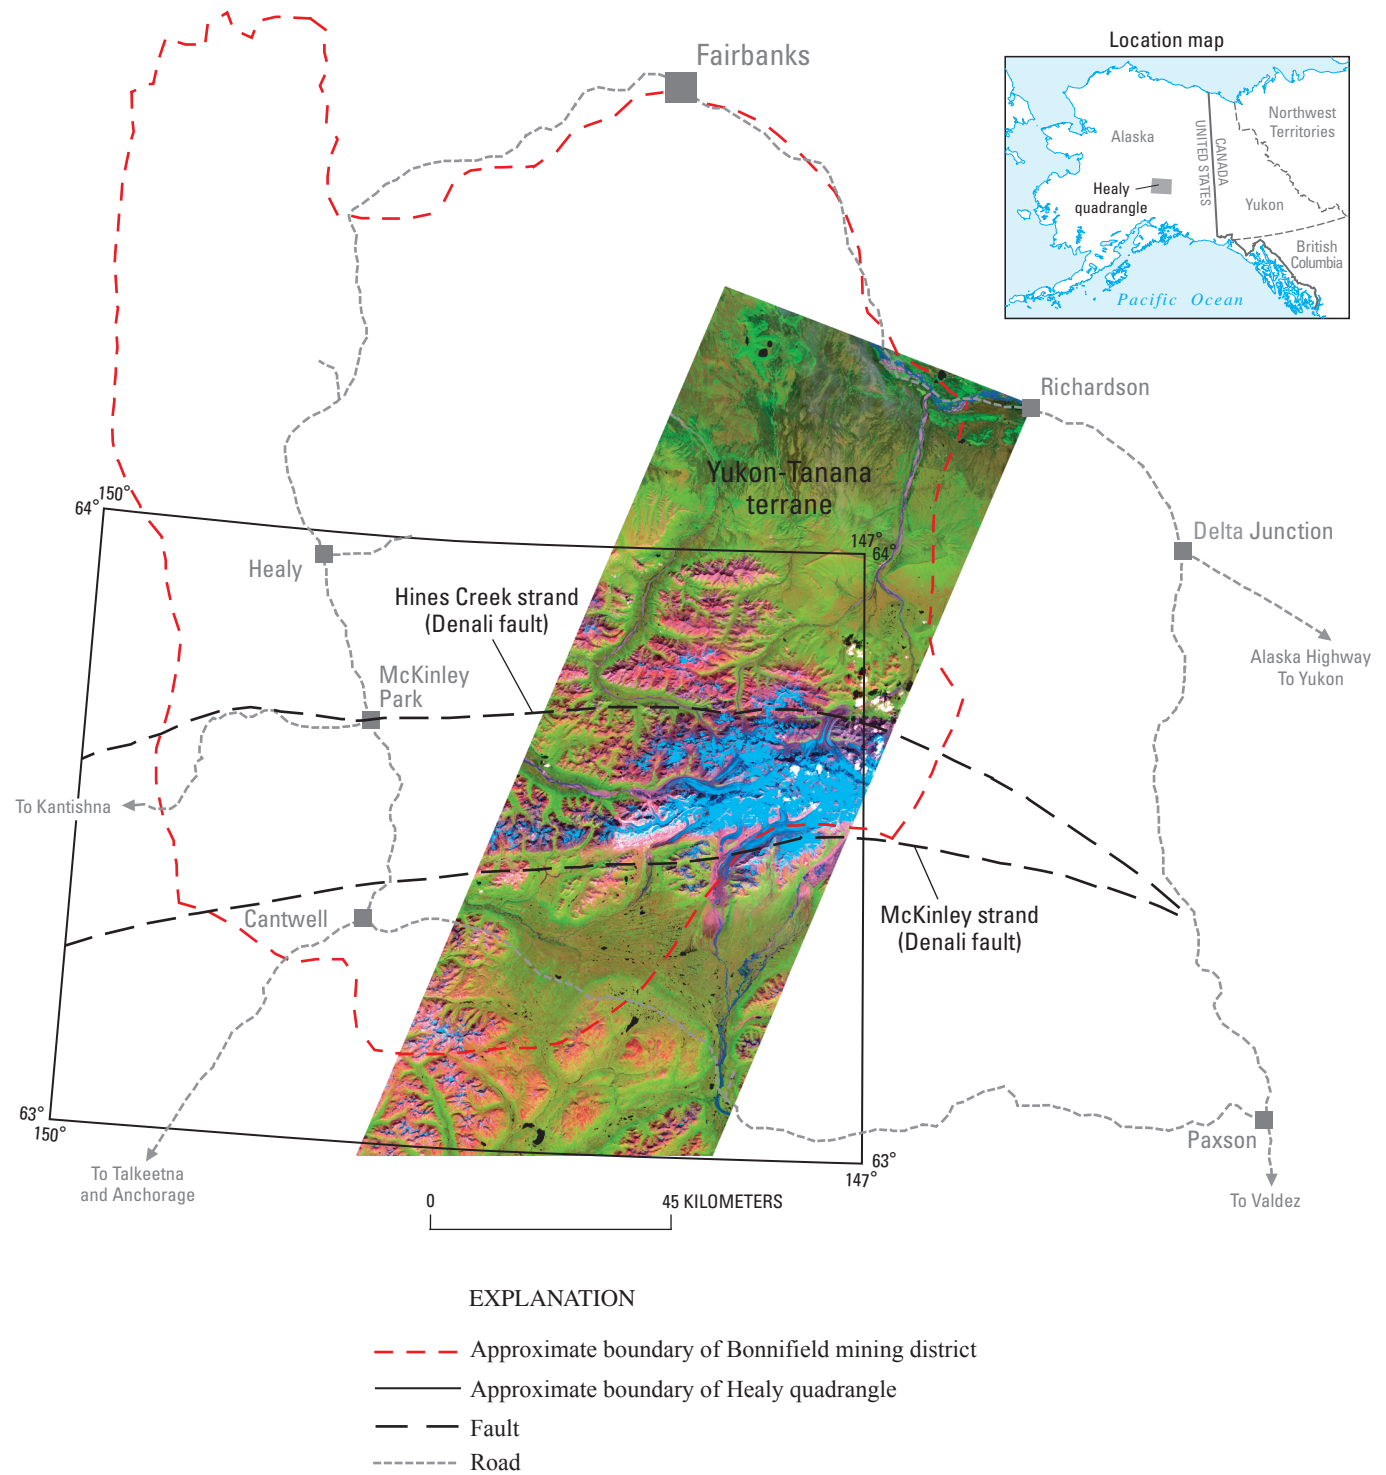 Location map
Fairbanks
Northwest
Territories
Alaska
UNITED STATES
CANADA
Healy
quadrangle
Yukon
British
Columbia
Pacific Ocean
Richardson
Yukon-Tanana
terrane
150°
64°
Delta Junction
147°
64°
Healy
Hines Creek strand
(Denali fault)
Alaska Highway
To Yukon
McKinley
Park
To Kantishna
McKinley strand
(Denali fault)
Cantwell
63°
150°
Paxson
63°
147°
To Talkeetna
and Anchorage
To Valdez
0
45 KILOMETERS
EXPLANATION
Approximate boundary of Bonnifield mining district
Approximate boundary of Healy quadrangle
Fault
Road